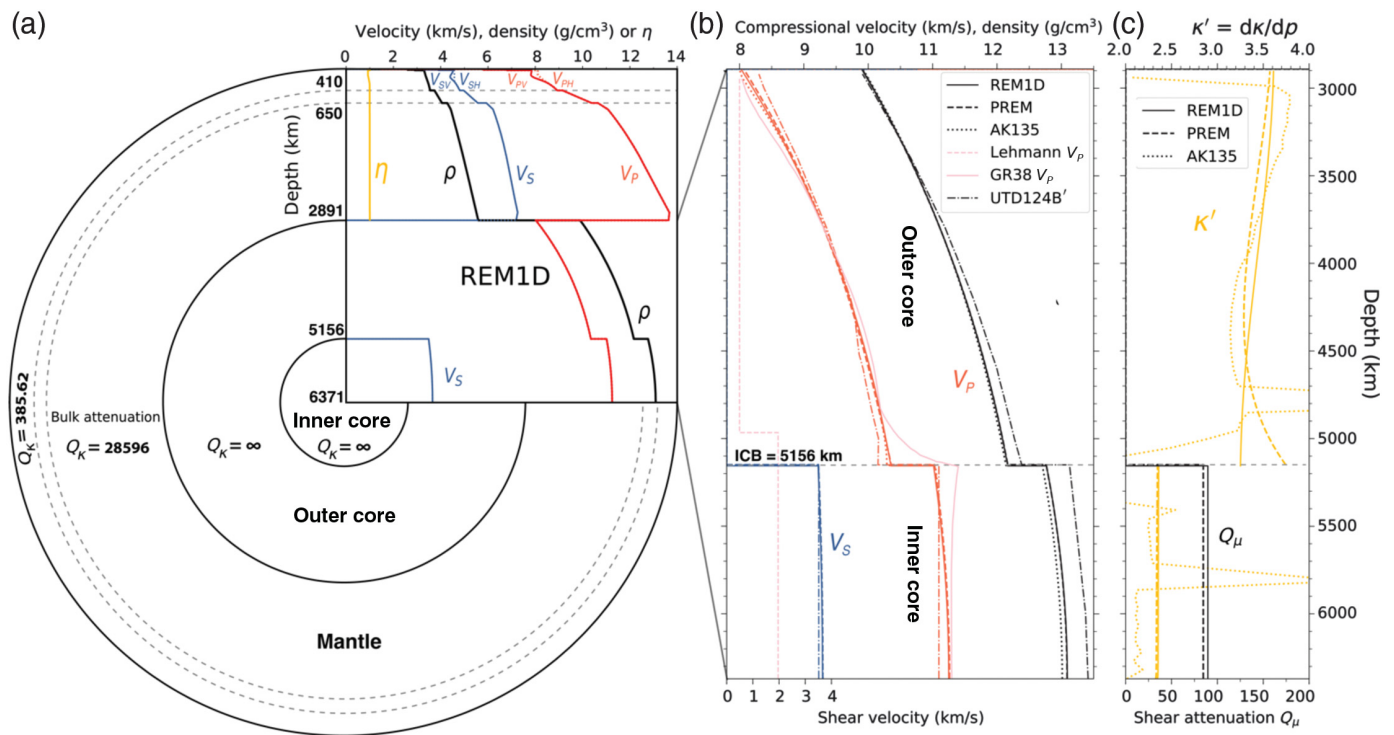 (a)
Velocity (km/s), density (g/cm³) or η
0 2 4 6 8 10 12 14
410
650
2891
5156
6371
Depth (km)
V_SV V_SH V_PV V_PH
η ρ V_S V_P
REM1D
ρ
V_S
Q_K = 385.62
Bulk attenuation
Q_K = 28596
Q_K = ∞
Inner core
Q_K = ∞
Outer core
Mantle
(b)
Compressional velocity (km/s), density (g/cm³)
8 9 10 11 12 13
REM1D
PREM
AK135
Lehmann V_P
GR38 V_P
UTD124B′
Outer core
V_P
ICB = 5156 km
V_S
Inner core
0 1 2 3 4
Shear velocity (km/s)
(c)
κ′ = dκ/dp
2.0 2.5 3.0 3.5 4.0
REM1D
PREM
AK135
κ′
Q_μ
3000
3500
4000
4500
5000
5500
6000
Depth (km)
0 50 100 150 200
Shear attenuation Q_μ